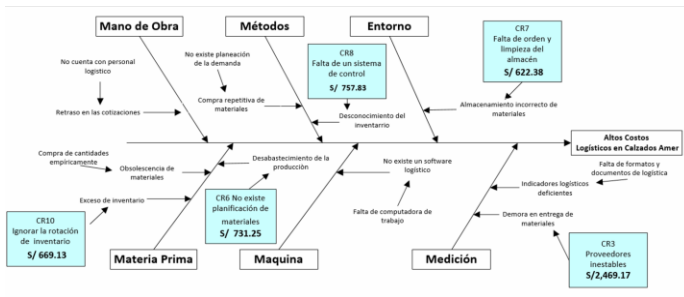 Mano de Obra
Métodos
Entorno
CR7
Falta de orden y
limpieza del
almacén
S/ 622.38
CR8
Falta de un sistema
de control
S/ 757.83
No existe planeación
de la demanda
No cuenta con personal
logístico
Retraso en las cotizaciones
Compra repetitiva de
materiales
Desconocimiento del
inventarrio
Almacenamiento incorrecto de
materiales
Altos Costos
Logísticos en Calzados Amer
Compra de cantidades
empíricamente
Obsolescencia de
materiales
Desabastecimiento de la
producción
No existe un software
logístico
Falta de formatos y
documentos de logística
Indicadores logísticos
deficientes
Exceso de inventario
CR6 No existe
planificación de
materiales
S/ 731.25
Falta de computadora de
trabajo
Demora en entrega de
materiales
CR10
Ignorar la rotación
de inventario
S/ 669.13
CR3
Proveedores
inestables
S/2,469.17
Materia Prima
Maquina
Medición